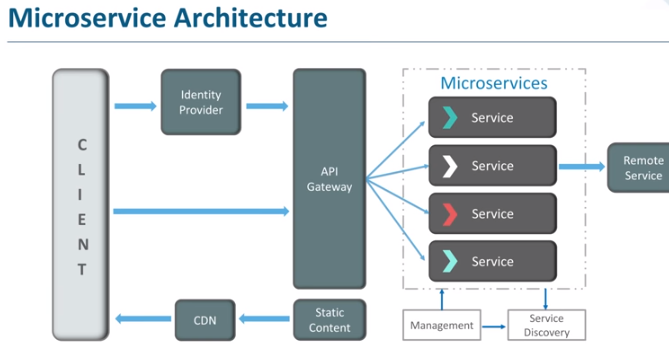 Microservice Architecture
CLIENT
Identity
Provider
API
Gateway
Microservices
Service
Service
Service
Service
Remote
Service
CDN
Static
Content
Management
Service
Discovery